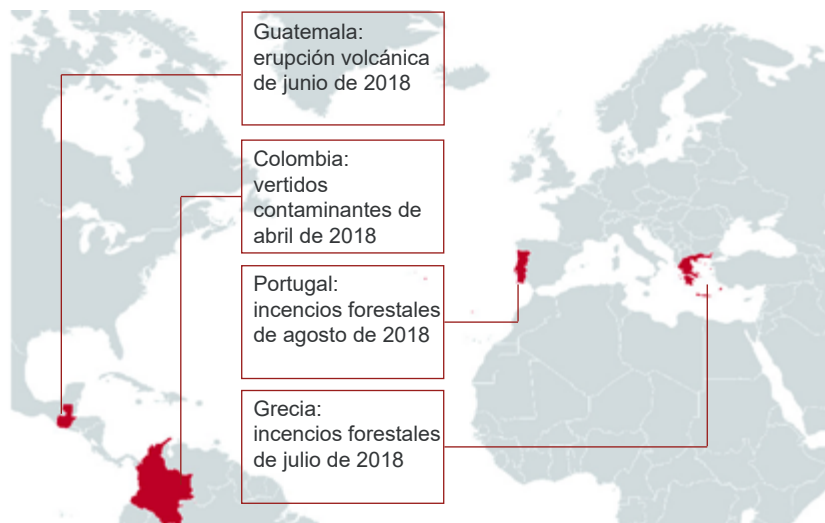 Guatemala:
erupción volcánica
de junio de 2018
Colombia:
vertidos
contaminantes de
abril de 2018
Portugal:
incencios forestales
de agosto de 2018
Grecia:
incencios forestales
de julio de 2018